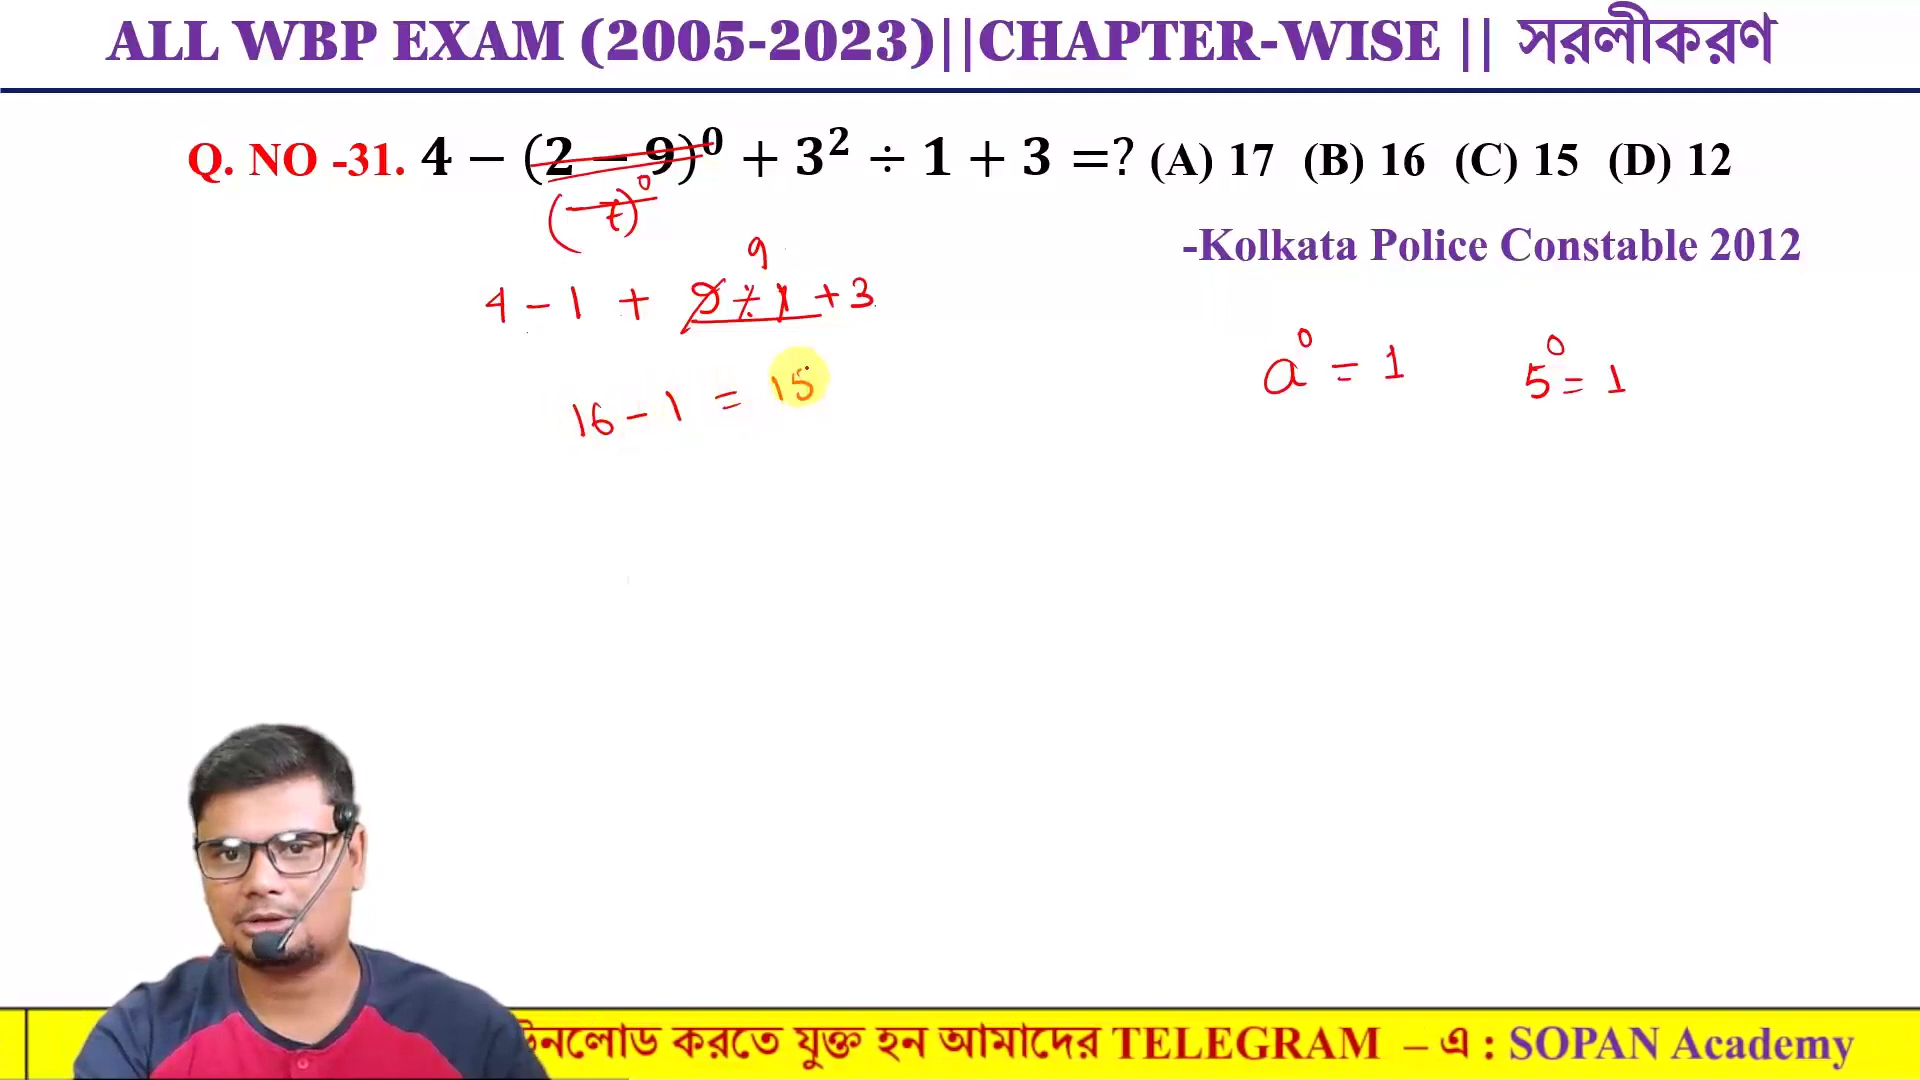 ALL WBP EXAM (2005-2023)||CHAPTER-WISE || সরলীকরণ
Q. NO -31. 4 − (2 − 9)⁰ + 3² ÷ 1 + 3 =? (A) 17 (B) 16 (C) 15 (D) 12
(−7)⁰
-Kolkata Police Constable 2012
9
4 − 1 + 9 ÷ 1 + 3
a⁰ = 1 5⁰ = 1
16 − 1 = 15
উনলোড করতে যুক্ত হন আমাদের TELEGRAM – এ : SOPAN Academy